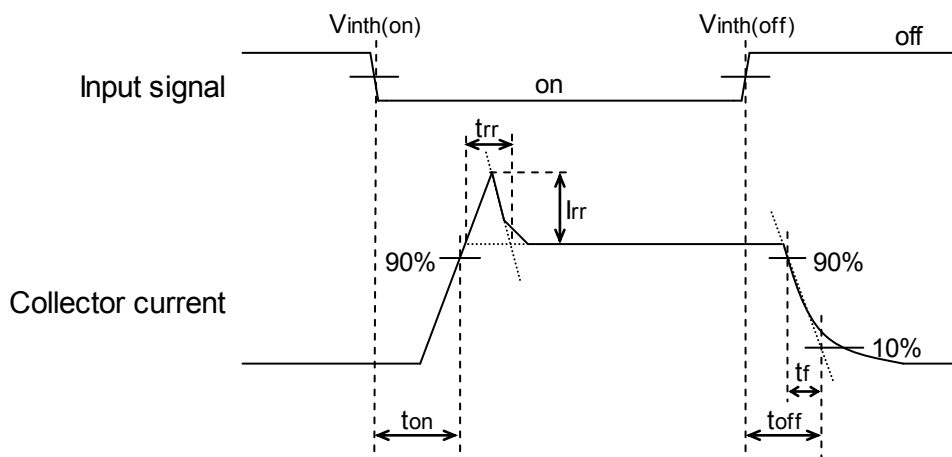 Vinth(on)
Vinth(off)
off
Input signal
on
trr
Irr
90%
90%
Collector current
10%
tf
ton
toff